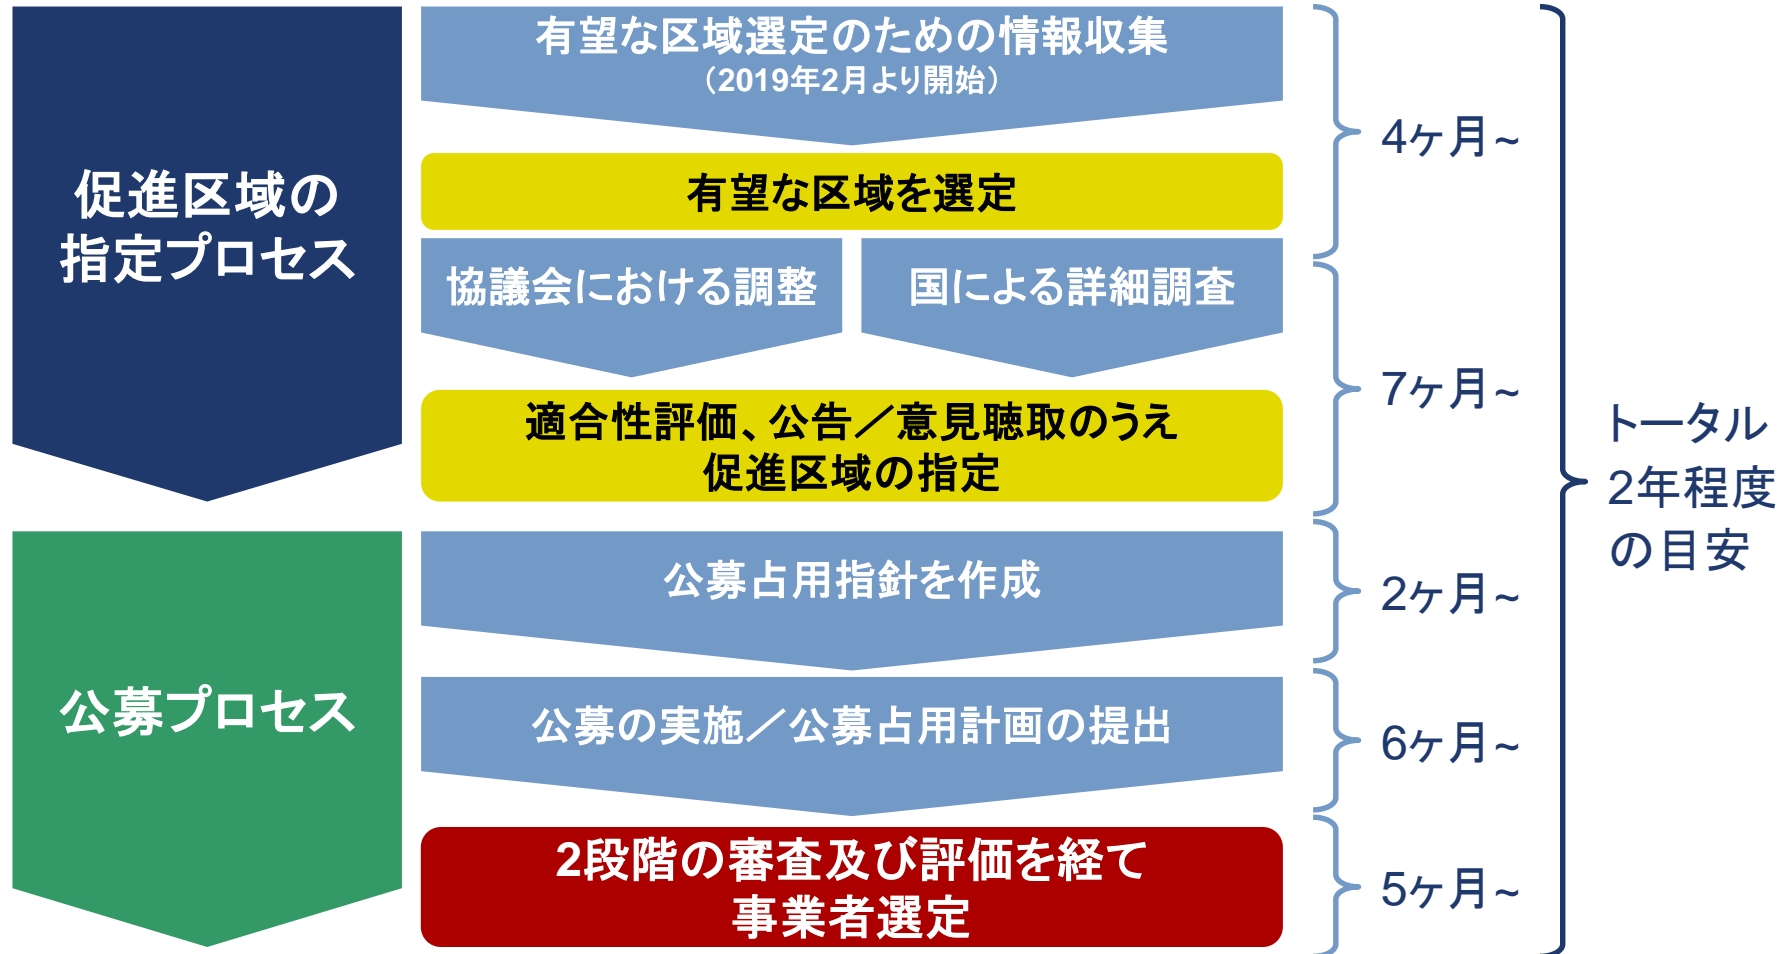 促進区域の
指定プロセス
有望な区域選定のための情報収集
（2019年2月より開始）
有望な区域を選定
4ヶ月~
協議会における調整
国による詳細調査
適合性評価、公告／意見聴取のうえ
促進区域の指定
7ヶ月~
公募プロセス
公募占用指針を作成
2ヶ月~
公募の実施／公募占用計画の提出
6ヶ月~
2段階の審査及び評価を経て
事業者選定
5ヶ月~
トータル
2年程度
の目安